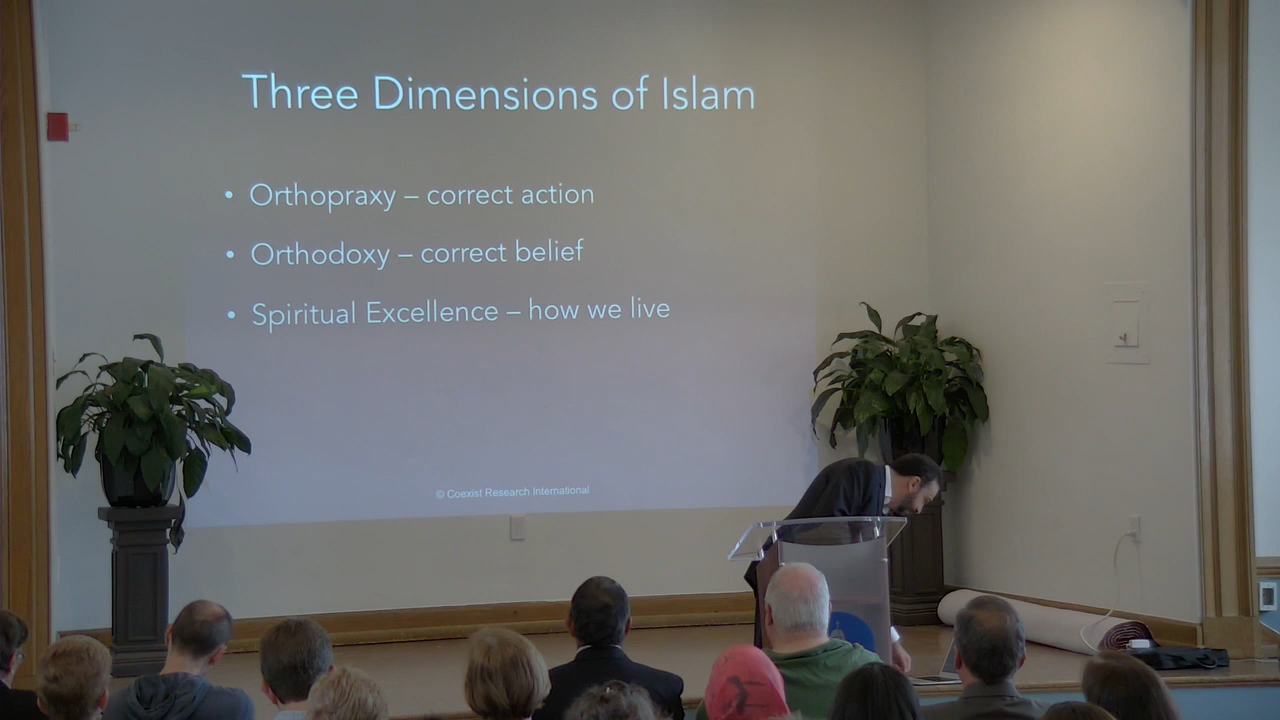 Three Dimensions of Islam
• Orthopraxy – correct action
• Orthodoxy – correct belief
• Spiritual Excellence – how we live
© Coexist Research International